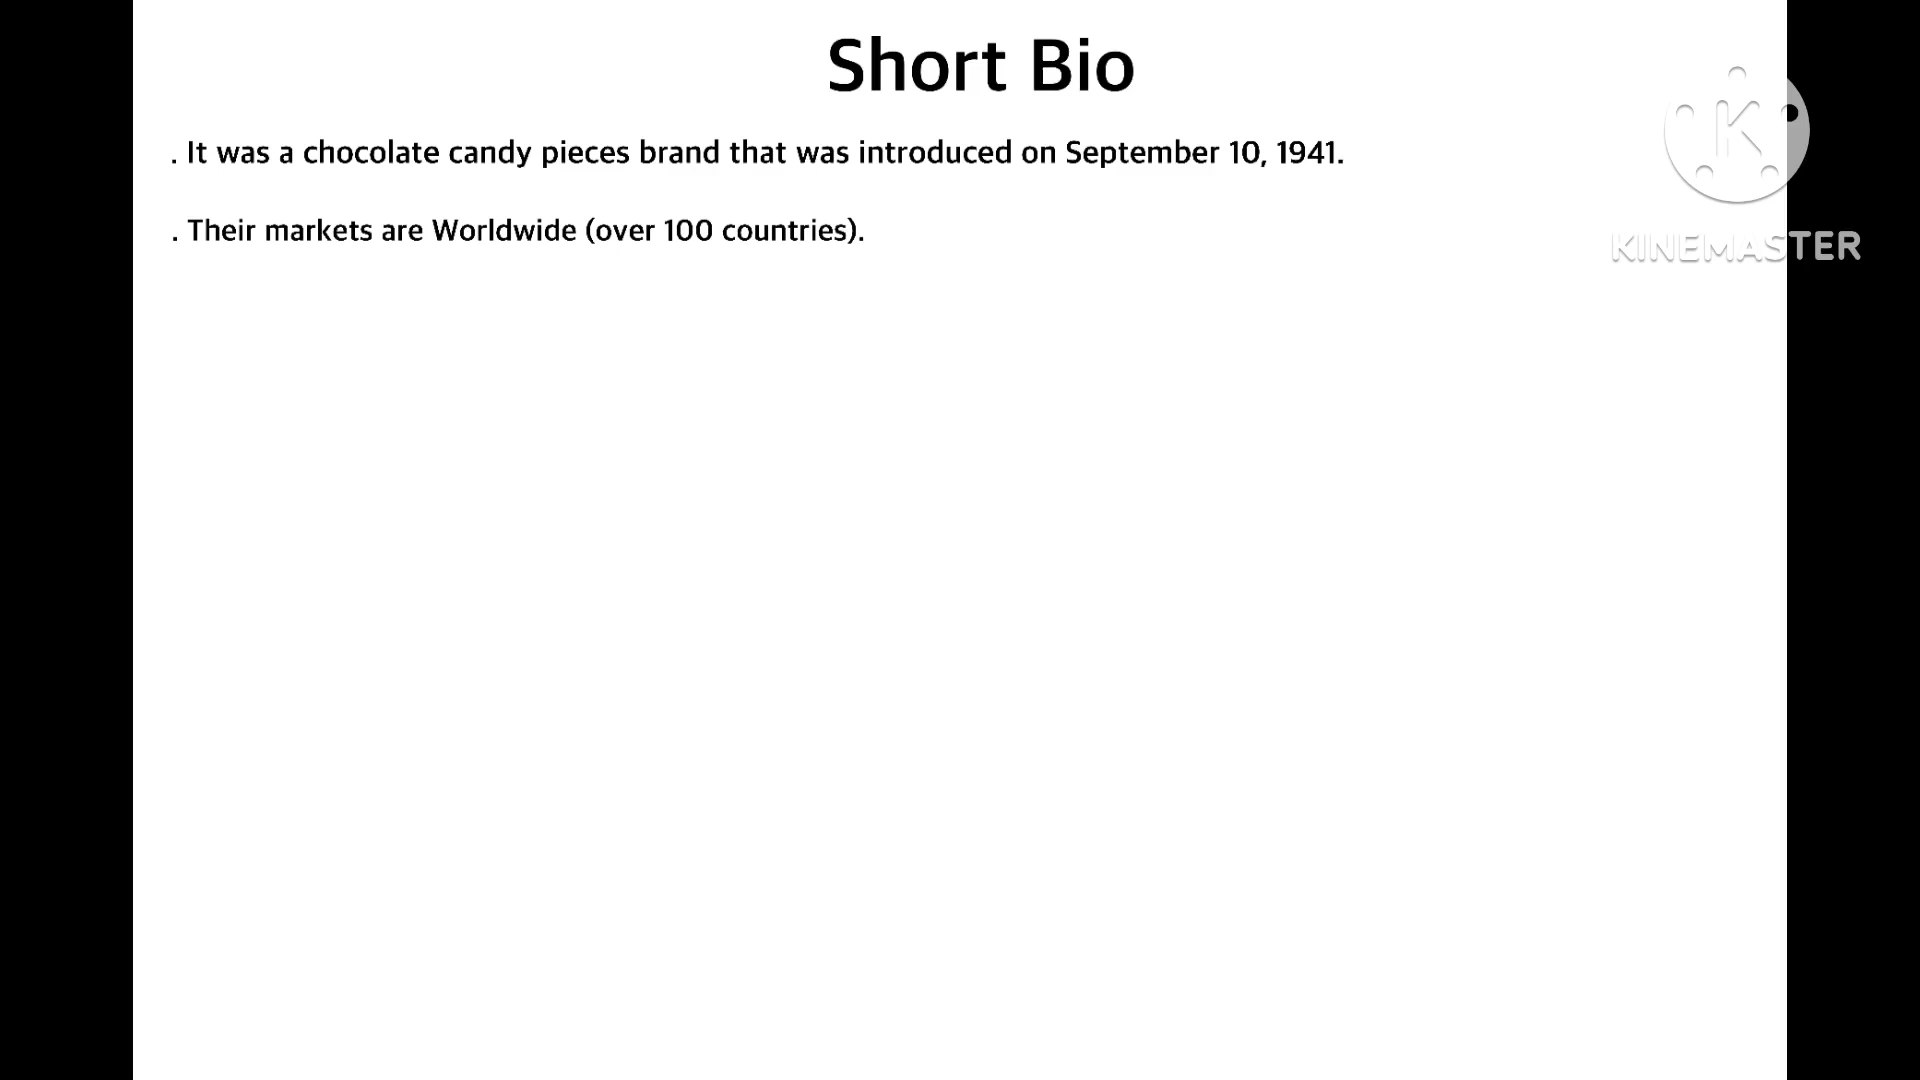 Short Bio
. It was a chocolate candy pieces brand that was introduced on September 10, 1941.
. Their markets are Worldwide (over 100 countries).
K
KINEMASTER